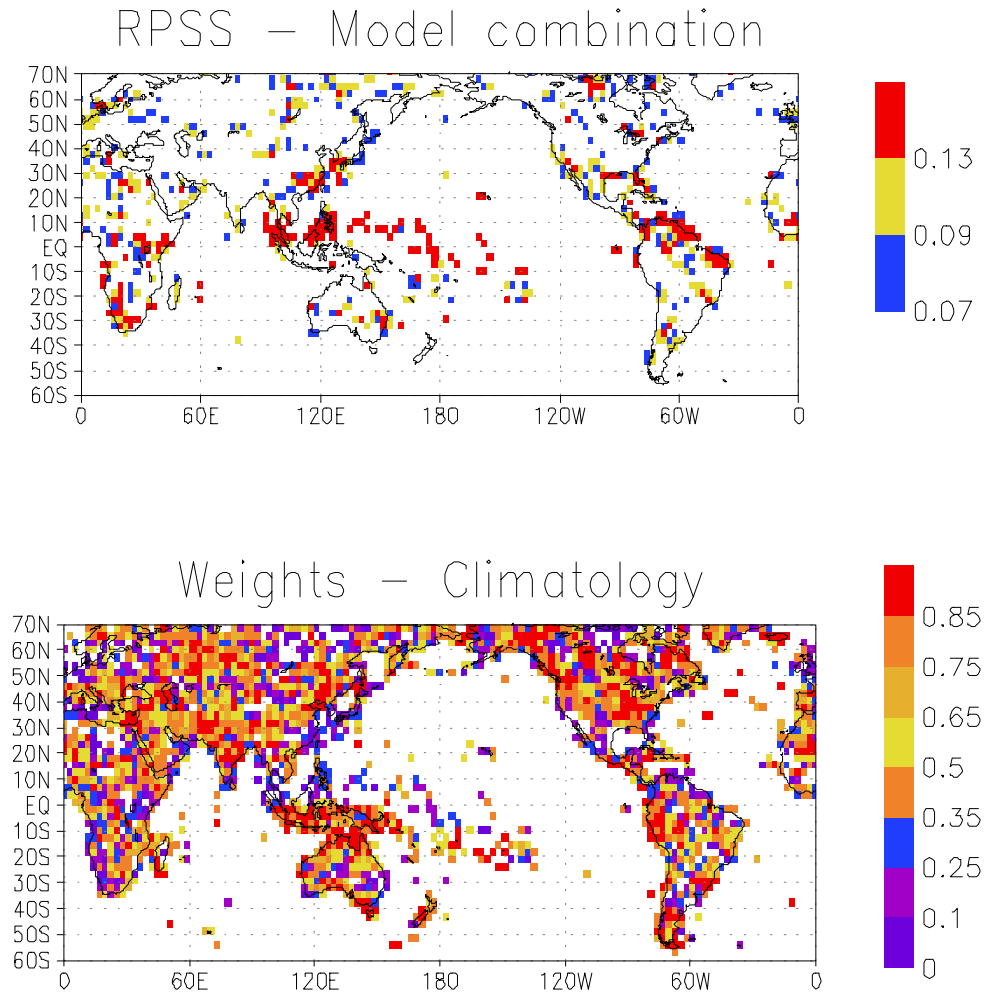 RPSS – Model combination
70N
60N
50N
40N
30N
20N
10N
EQ
10S
20S
30S
40S
50S
60S
0 60E 120E 180 120W 60W 0
0.13
0.09
0.07
Weights – Climatology
70N
60N
50N
40N
30N
20N
10N
EQ
10S
20S
30S
40S
50S
60S
0 60E 120E 180 120W 60W 0
0.85
0.75
0.65
0.5
0.35
0.25
0.1
0